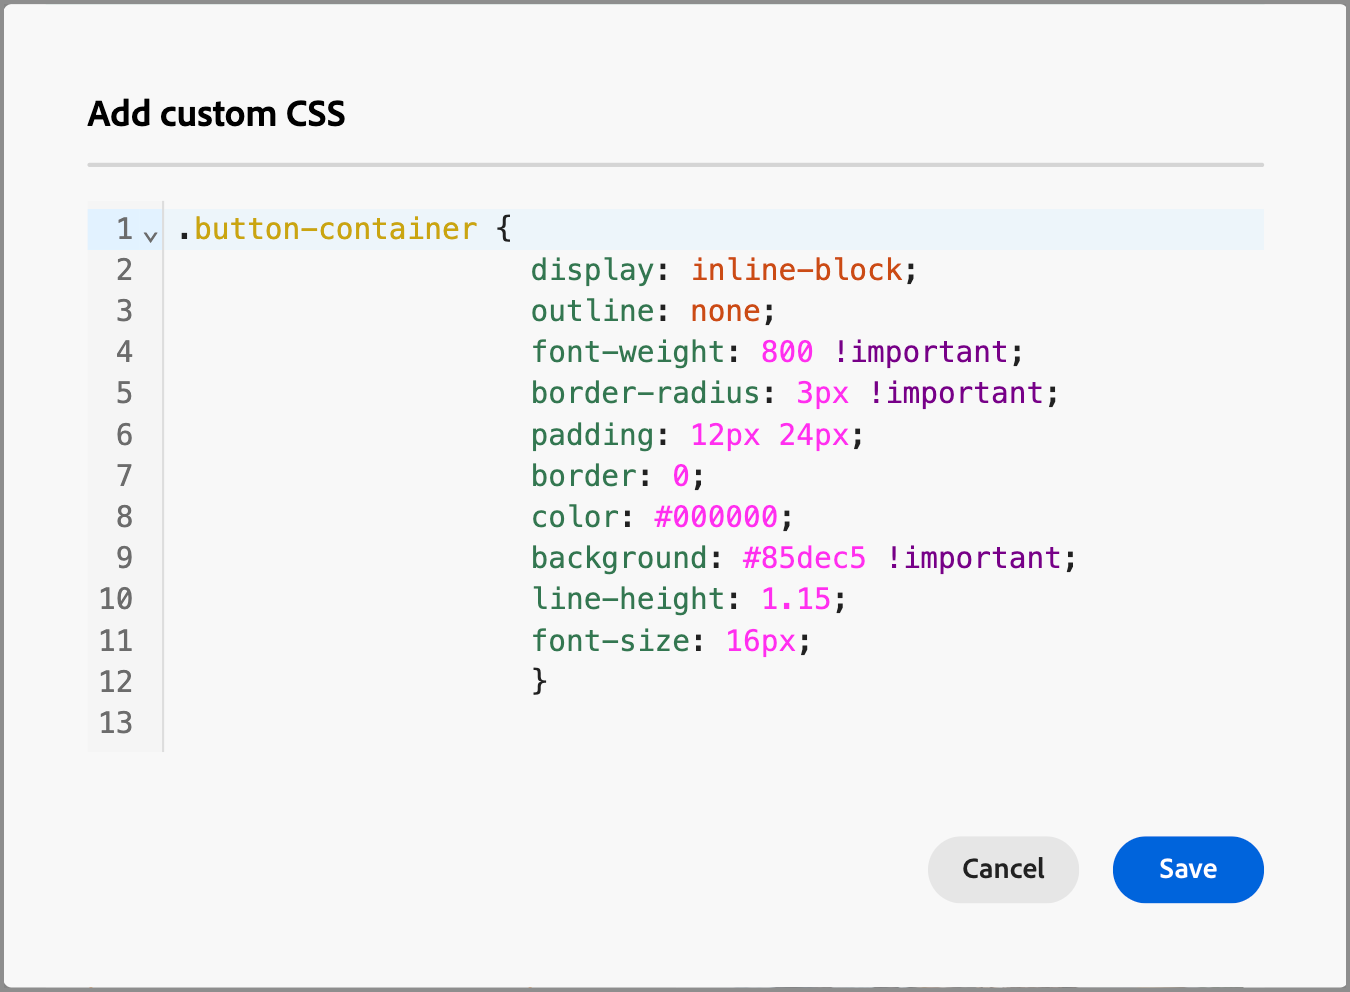 Add custom CSS
1 .button-container {
2 display: inline-block;
3 outline: none;
4 font-weight: 800 !important;
5 border-radius: 3px !important;
6 padding: 12px 24px;
7 border: 0;
8 color: #000000;
9 background: #85dec5 !important;
10 line-height: 1.15;
11 font-size: 16px;
12 }
13
Cancel Save